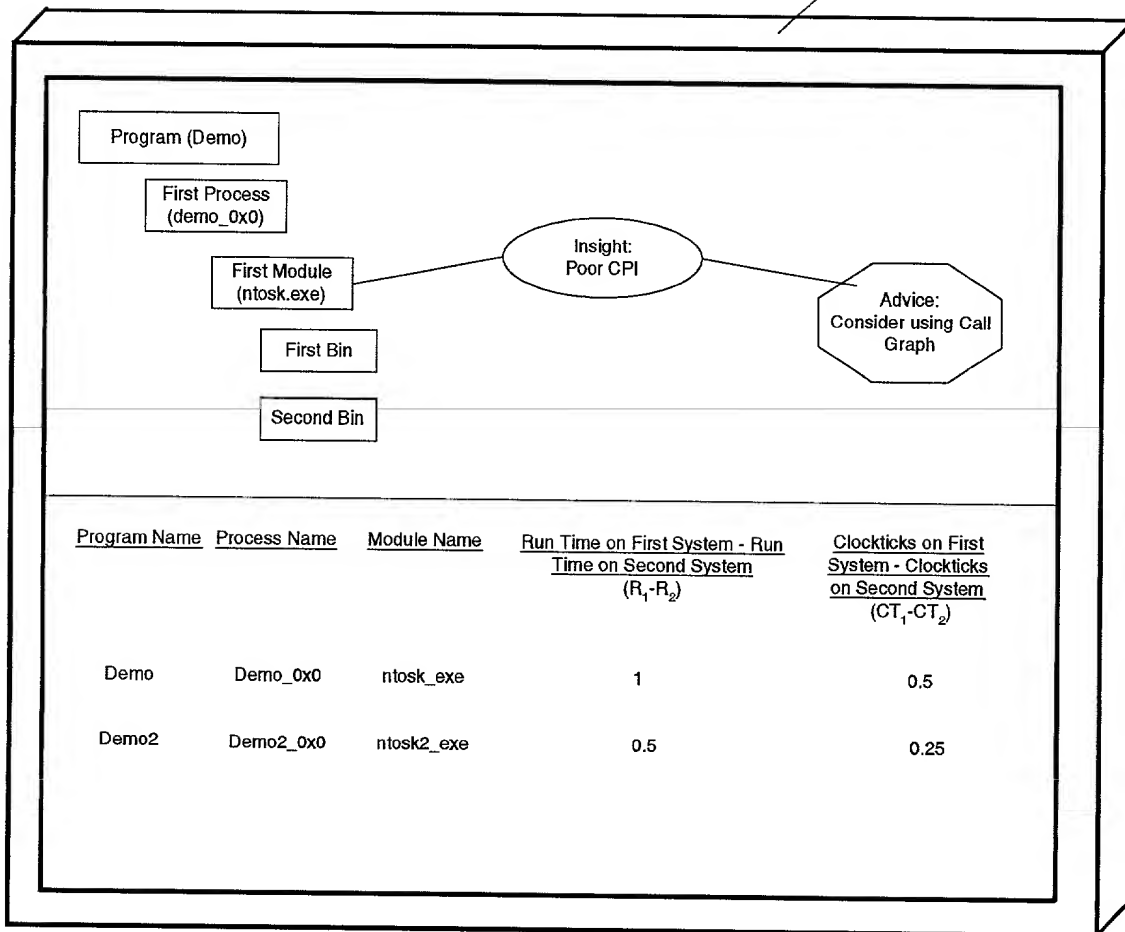 Program (Demo)
First Process
(demo_0x0)
First Module
(ntosk.exe)
Insight:
Poor CPI
Advice:
Consider using Call
Graph
First Bin
Second Bin
Program Name Process Name Module Name Run Time on First System - Run
Time on Second System
(R₁-R₂)
Clockticks on First
System - Clockticks
on Second System
(CT₁-CT₂)
Demo Demo_0x0 ntosk_exe 1 0.5
Demo2 Demo2_0x0 ntosk2_exe 0.5 0.25